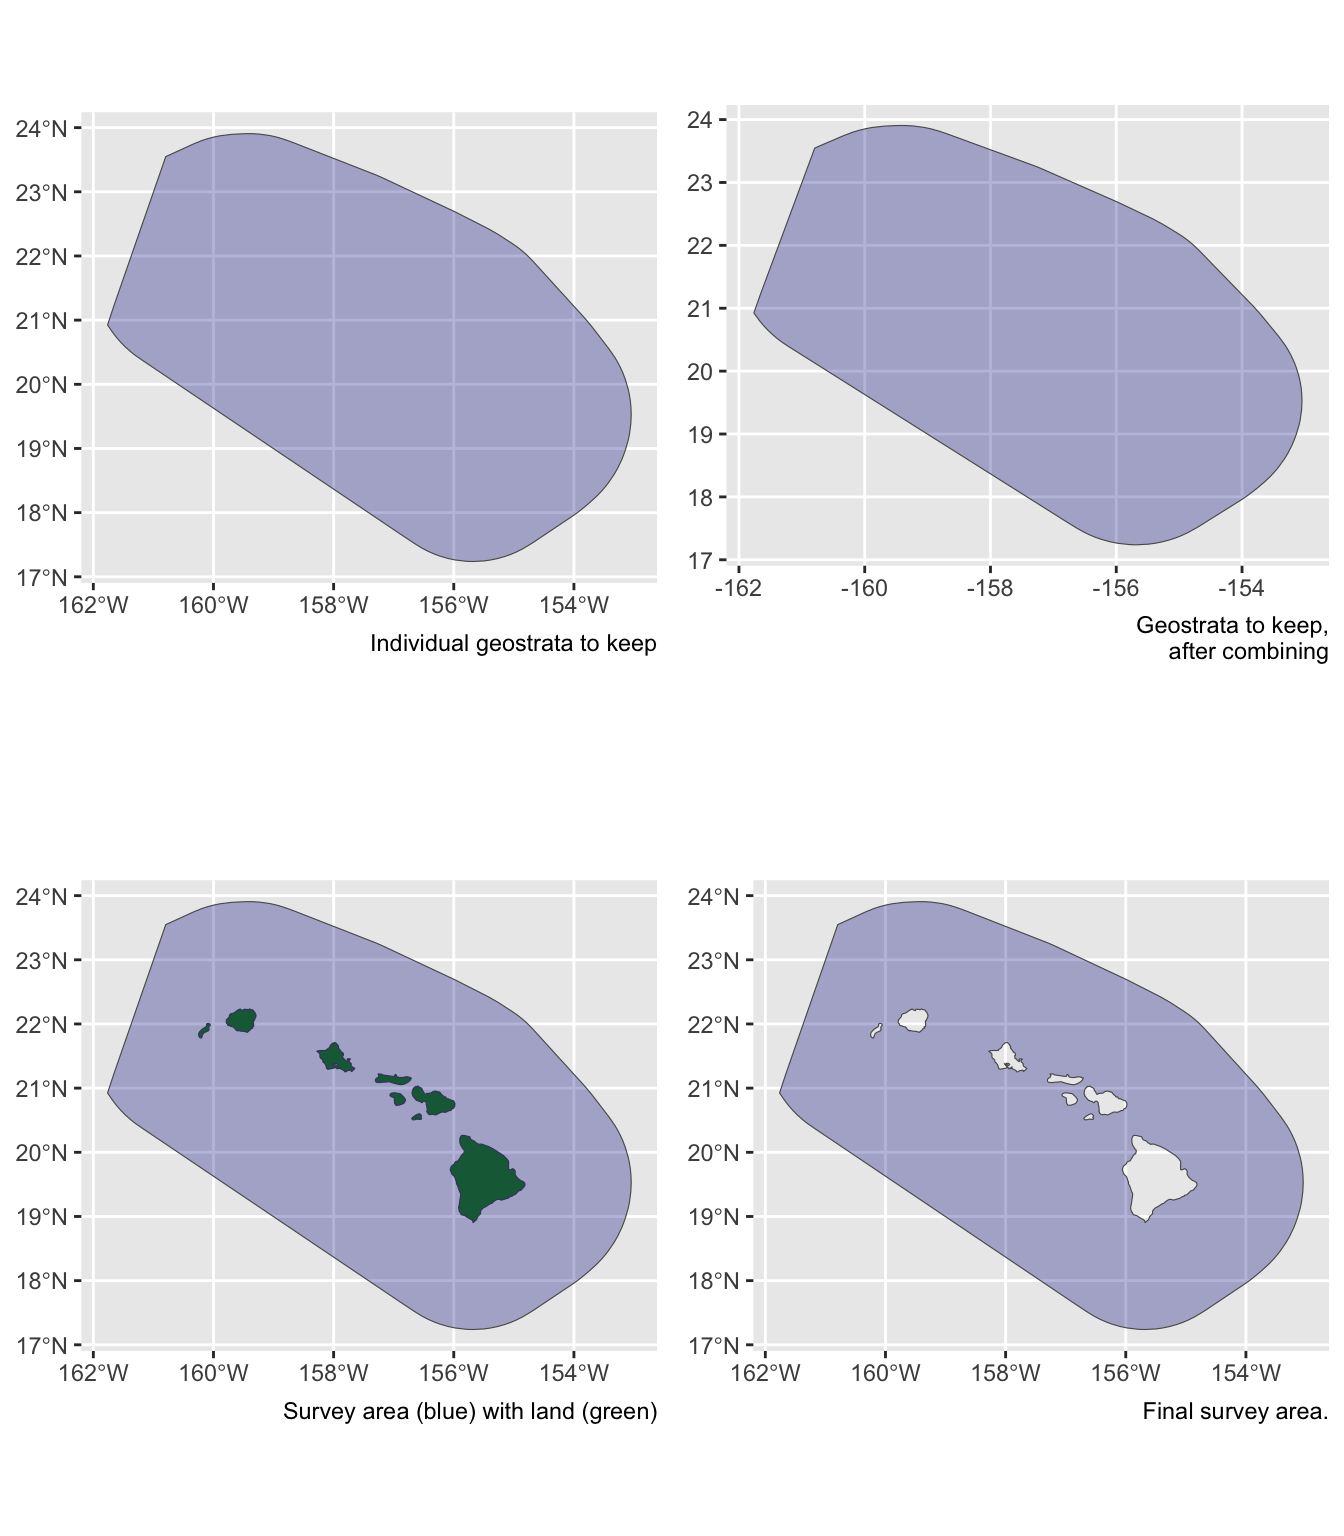 24°N
23°N
22°N
21°N
20°N
19°N
18°N
17°N
162°W 160°W 158°W 156°W 154°W
Individual geostrata to keep
24
23
22
21
20
19
18
17
-162 -160 -158 -156 -154
Geostrata to keep,
after combining
24°N
23°N
22°N
21°N
20°N
19°N
18°N
17°N
162°W 160°W 158°W 156°W 154°W
Survey area (blue) with land (green)
24°N
23°N
22°N
21°N
20°N
19°N
18°N
17°N
162°W 160°W 158°W 156°W 154°W
Final survey area.